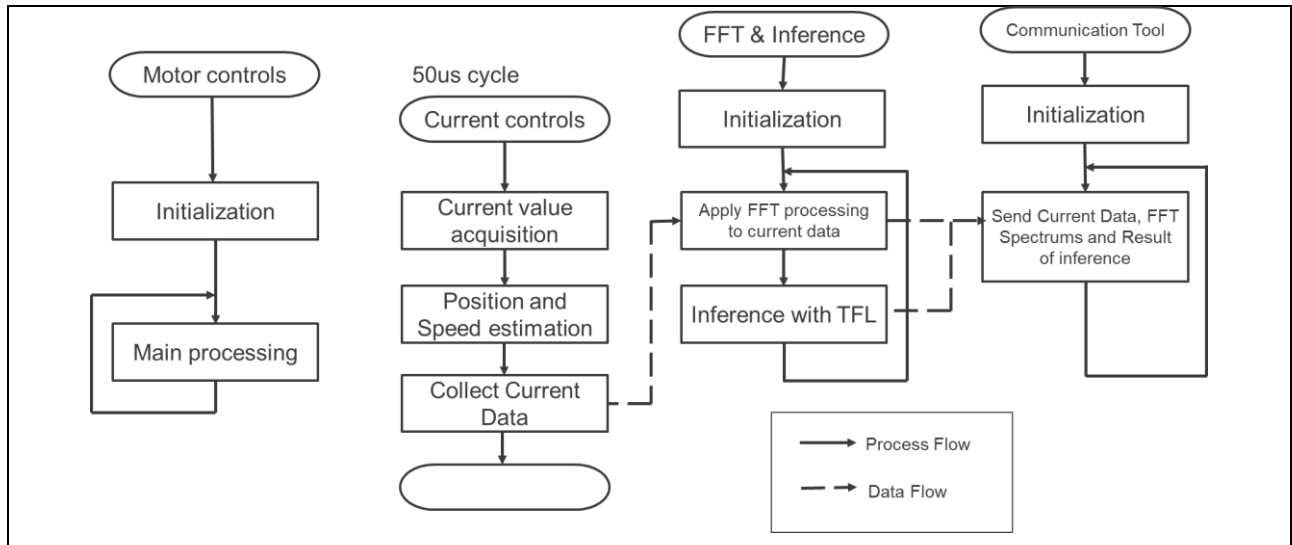 Motor controls
Initialization
Main processing
50us cycle
Current controls
Current value
acquisition
Position and
Speed estimation
Collect Current
Data
FFT & Inference
Initialization
Apply FFT processing
to current data
Inference with TFL
Communication Tool
Initialization
Send Current Data, FFT
Spectrums and Result
of inference
Process Flow
Data Flow